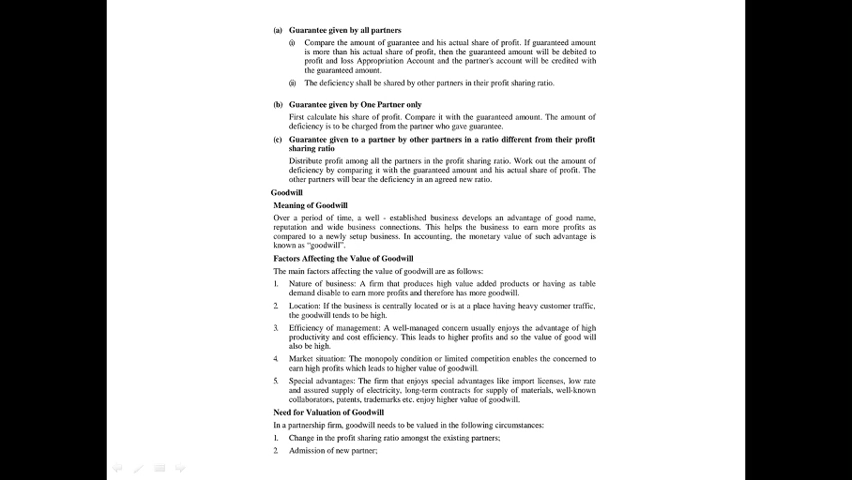 (a) Guarantee given by all partners
(i) Compare the amount of guarantee and his actual share of profit. If guaranteed amount
is more than his actual share of profit, then the guaranteed amount will be debited to
profit and loss Appropriation Account and the partner's account will be credited with
the guaranteed amount.
(ii) The deficiency shall be shared by other partners in their profit sharing ratio.
(b) Guarantee given by One Partner only
First calculate his share of profit. Compare it with the guaranteed amount. The amount of
deficiency is to be charged from the partner who gave guarantee.
(c) Guarantee given to a partner by other partners in a ratio different from their profit
sharing ratio
Distribute profit among all the partners in the profit sharing ratio. Work out the amount of
deficiency by comparing it with the guaranteed amount and his actual share of profit. The
other partners will bear the deficiency in an agreed new ratio.
Goodwill
Meaning of Goodwill
Over a period of time, a well - established business develops an advantage of good name,
reputation and wide business connections. This helps the business to earn more profits as
compared to a newly setup business. In accounting, the monetary value of such advantage is
known as "goodwill".
Factors Affecting the Value of Goodwill
The main factors affecting the value of goodwill are as follows:
1. Nature of business: A firm that produces high value added products or having as table
demand disable to earn more profits and therefore has more goodwill.
2. Location: If the business is centrally located or is at a place having heavy customer traffic,
the goodwill tends to be high.
3. Efficiency of management: A well-managed concern usually enjoys the advantage of high
productivity and cost efficiency. This leads to higher profits and so the value of good will
also be high.
4. Market situation: The monopoly condition or limited competition enables the concerned to
earn high profits which leads to higher value of goodwill.
5. Special advantages: The firm that enjoys special advantages like import licenses, low rate
and assured supply of electricity, long-term contracts for supply of materials, well-known
collaborators, patents, trademarks etc. enjoy higher value of goodwill.
Need for Valuation of Goodwill
In a partnership firm, goodwill needs to be valued in the following circumstances:
1. Change in the profit sharing ratio amongst the existing partners;
2. Admission of new partner;